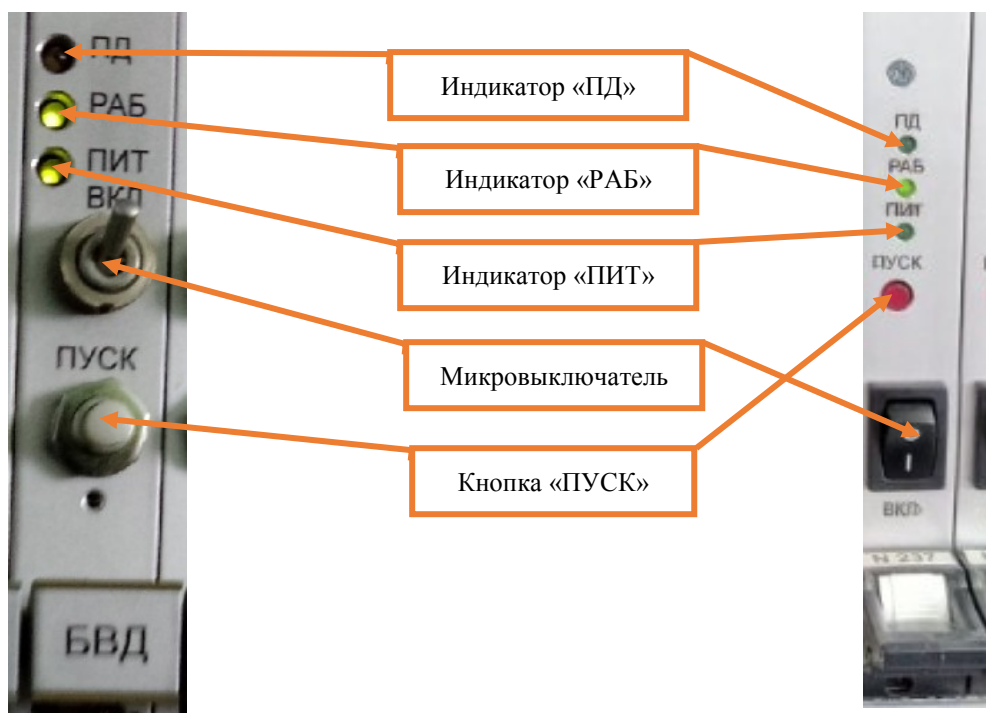 ПД
РАБ
ПИТ
ВКЛ
ПУСК
БВД
Индикатор «ПД»
Индикатор «РАБ»
Индикатор «ПИТ»
Микровыключатель
Кнопка «ПУСК»
ПД
РАБ
ПИТ
ПУСК
ВКЛ
N 237